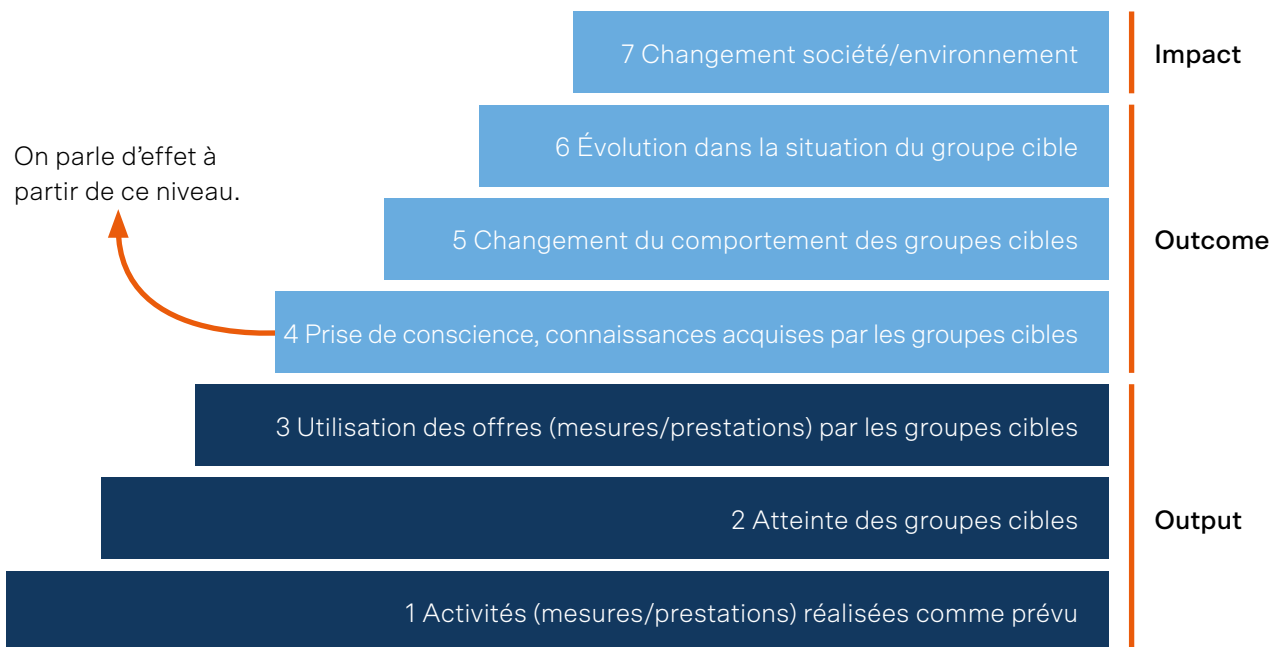 7 Changement société/environnement
Impact
6 Évolution dans la situation du groupe cible
On parle d’effet à
partir de ce niveau.
5 Changement du comportement des groupes cibles
Outcome
4 Prise de conscience, connaissances acquises par les groupes cibles
3 Utilisation des offres (mesures/prestations) par les groupes cibles
2 Atteinte des groupes cibles
Output
1 Activités (mesures/prestations) réalisées comme prévu